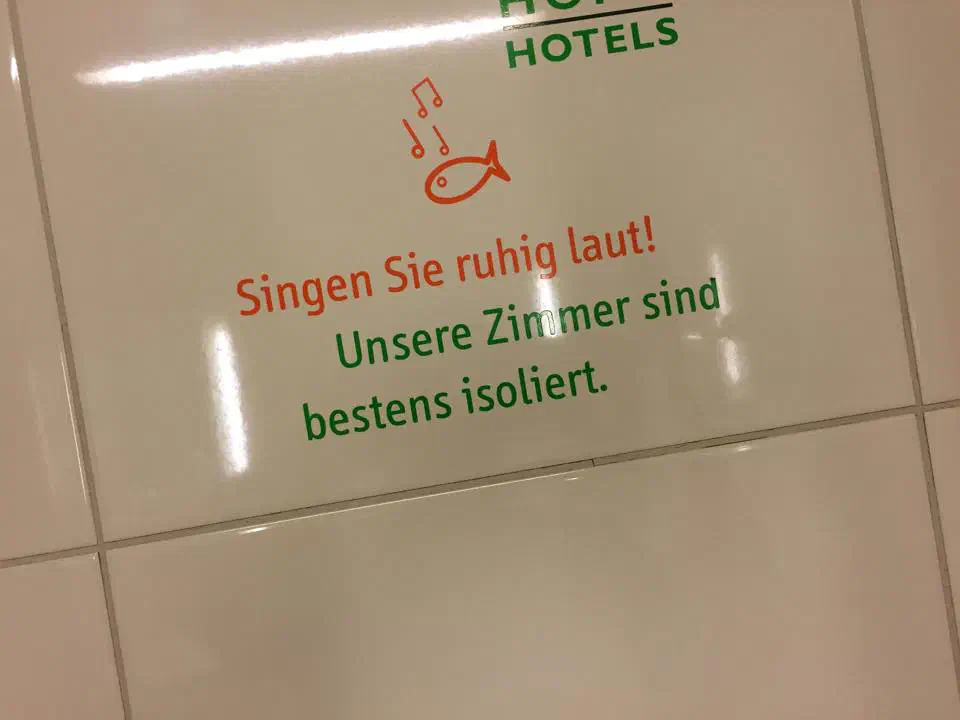 HOTELS
Singen Sie ruhig laut!
Unsere Zimmer sind
bestens isoliert.